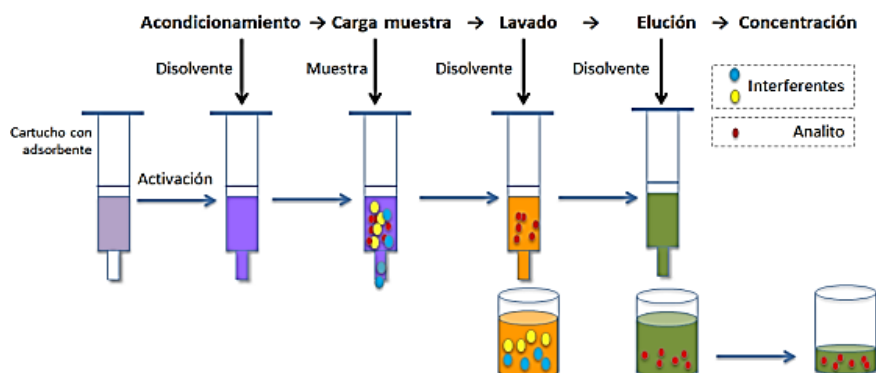 Acondicionamiento → Carga muestra → Lavado → Elución → Concentración
Disolvente
Muestra
Disolvente
Disolvente
Interferentes
Analito
Cartucho con
adsorbente
Activación